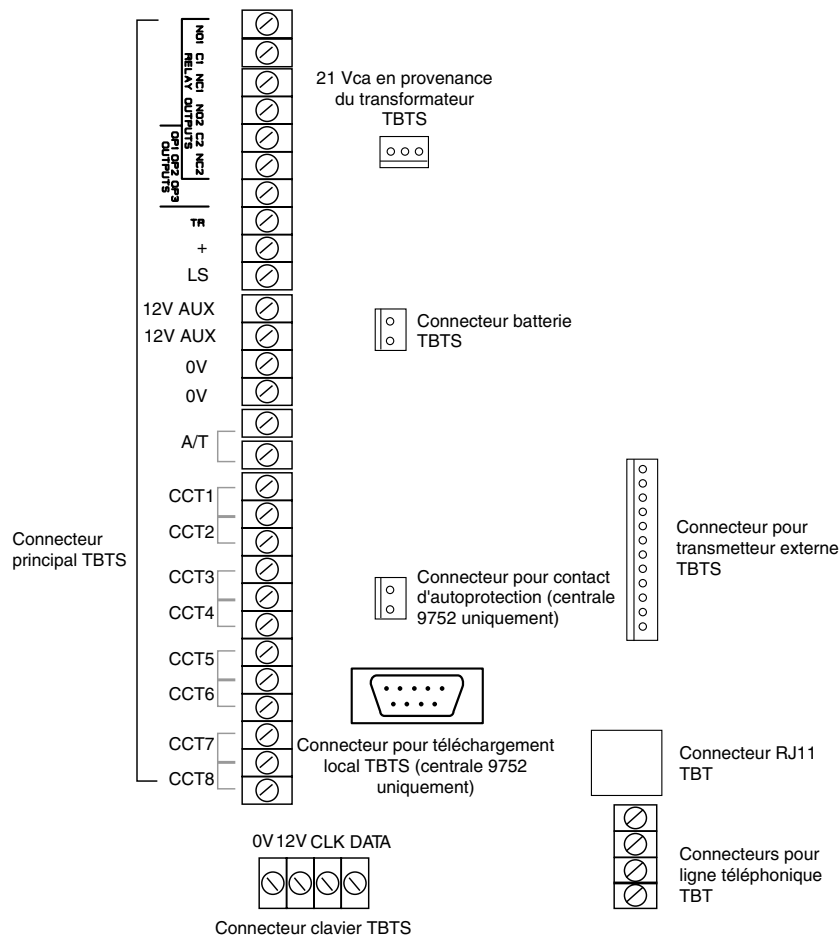 NO1 C1 NC1 NO2 C2 NC2
RELAY OUTPUTS
OP1 OP2 OP3
OUTPUTS
TR
+
LS
12V AUX
12V AUX
0V
0V
A/T
CCT1
CCT2
CCT3
CCT4
CCT5
CCT6
CCT7
CCT8
Connecteur
principal TBTS
21 Vca en provenance
du transformateur
TBTS
Connecteur batterie
TBTS
Connecteur pour
transmetteur externe
TBTS
Connecteur pour contact
d'autoprotection (centrale
9752 uniquement)
Connecteur pour téléchargement
local TBTS (centrale 9752
uniquement)
Connecteur RJ11
TBT
Connecteurs pour
ligne téléphonique
TBT
0V 12V CLK DATA
Connecteur clavier TBTS